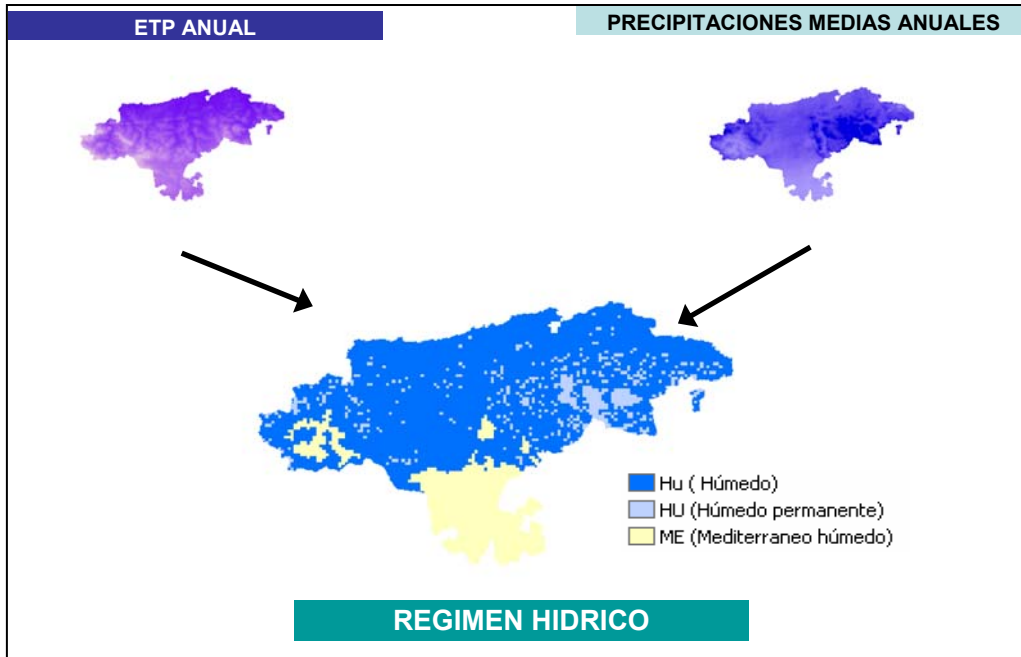 ETP ANUAL
PRECIPITACIONES MEDIAS ANUALES
Hu ( Húmedo)
HU (Húmedo permanente)
ME (Mediterraneo húmedo)
REGIMEN HIDRICO